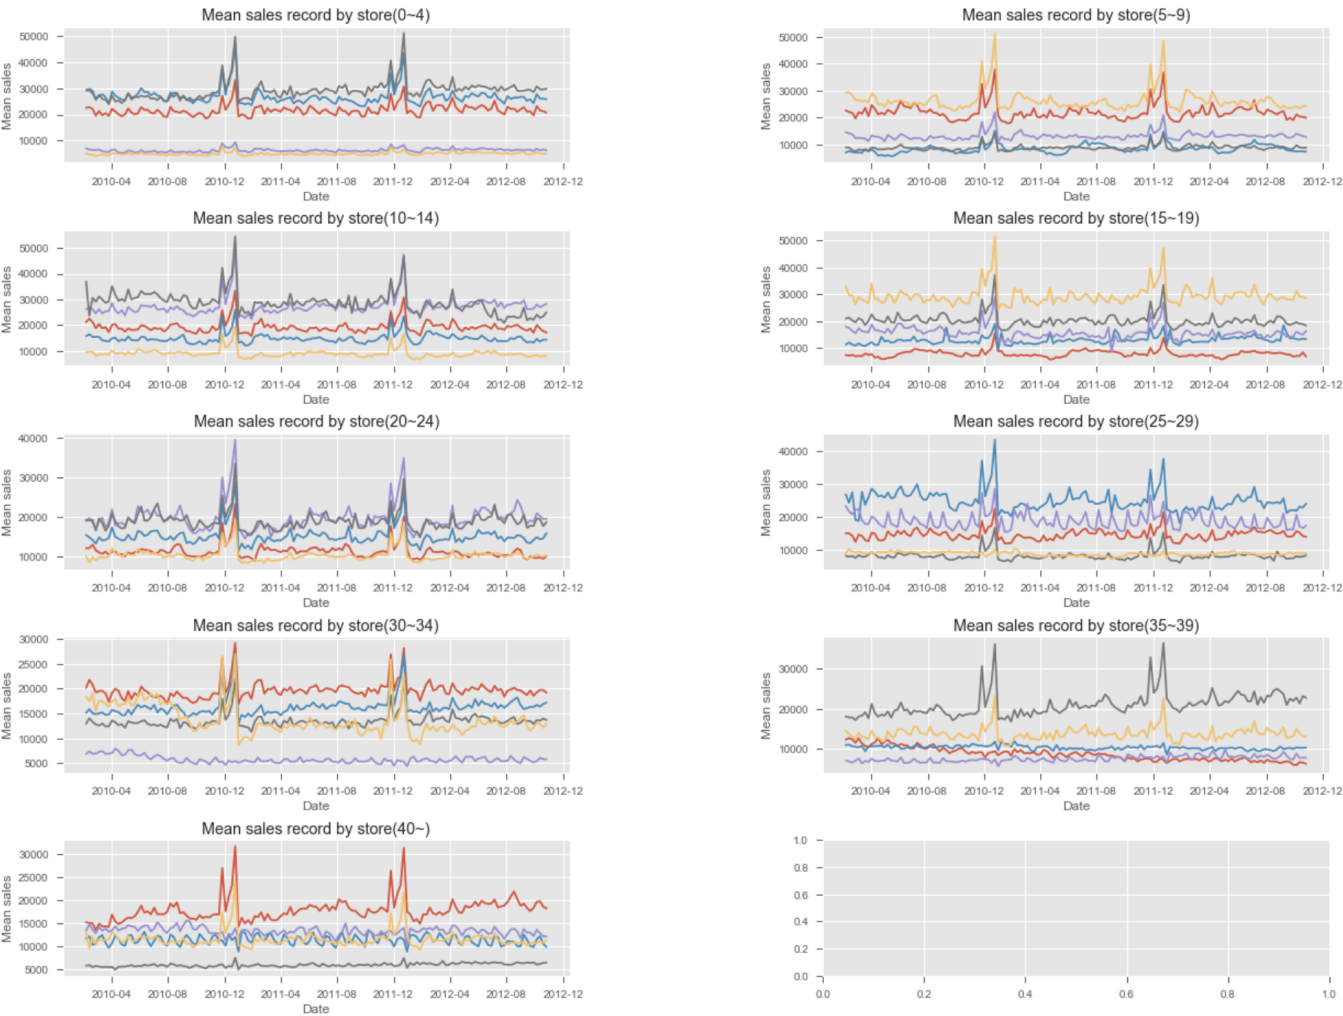 Mean sales record by store(0~4)
Mean sales
50000
40000
30000
20000
10000
2010-04 2010-08 2010-12 2011-04 2011-08 2011-12 2012-04 2012-08 2012-12
Date
Mean sales record by store(5~9)
Mean sales
50000
40000
30000
20000
10000
2010-04 2010-08 2010-12 2011-04 2011-08 2011-12 2012-04 2012-08 2012-12
Date
Mean sales record by store(10~14)
Mean sales
50000
40000
30000
20000
10000
2010-04 2010-08 2010-12 2011-04 2011-08 2011-12 2012-04 2012-08 2012-12
Date
Mean sales record by store(15~19)
Mean sales
50000
40000
30000
20000
10000
2010-04 2010-08 2010-12 2011-04 2011-08 2011-12 2012-04 2012-08 2012-12
Date
Mean sales record by store(20~24)
Mean sales
40000
30000
20000
10000
2010-04 2010-08 2010-12 2011-04 2011-08 2011-12 2012-04 2012-08 2012-12
Date
Mean sales record by store(25~29)
Mean sales
40000
30000
20000
10000
2010-04 2010-08 2010-12 2011-04 2011-08 2011-12 2012-04 2012-08 2012-12
Date
Mean sales record by store(30~34)
Mean sales
30000
25000
20000
15000
10000
5000
2010-04 2010-08 2010-12 2011-04 2011-08 2011-12 2012-04 2012-08 2012-12
Date
Mean sales record by store(35~39)
Mean sales
30000
20000
10000
2010-04 2010-08 2010-12 2011-04 2011-08 2011-12 2012-04 2012-08 2012-12
Date
Mean sales record by store(40~)
Mean sales
30000
25000
20000
15000
10000
5000
2010-04 2010-08 2010-12 2011-04 2011-08 2011-12 2012-04 2012-08 2012-12
Date
1.0
0.8
0.6
0.4
0.2
0.0
0.0 0.2 0.4 0.6 0.8 1.0